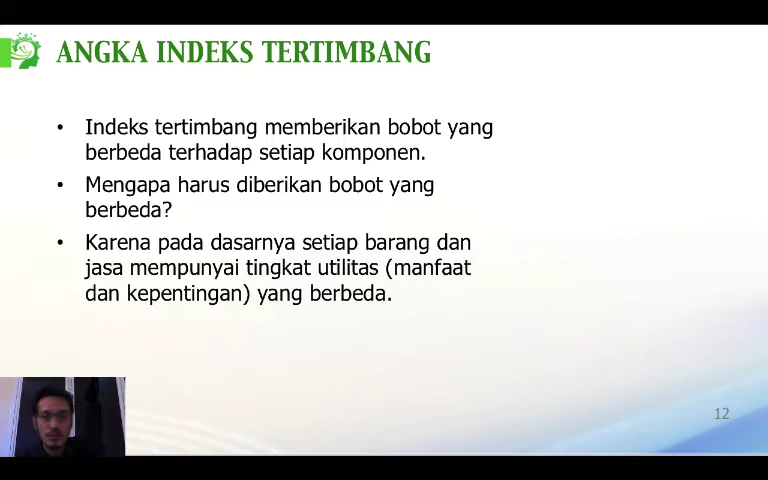 ANGKA INDEKS TERTIMBANG
• Indeks tertimbang memberikan bobot yang
berbeda terhadap setiap komponen.
• Mengapa harus diberikan bobot yang
berbeda?
• Karena pada dasarnya setiap barang dan
jasa mempunyai tingkat utilitas (manfaat
dan kepentingan) yang berbeda.
12